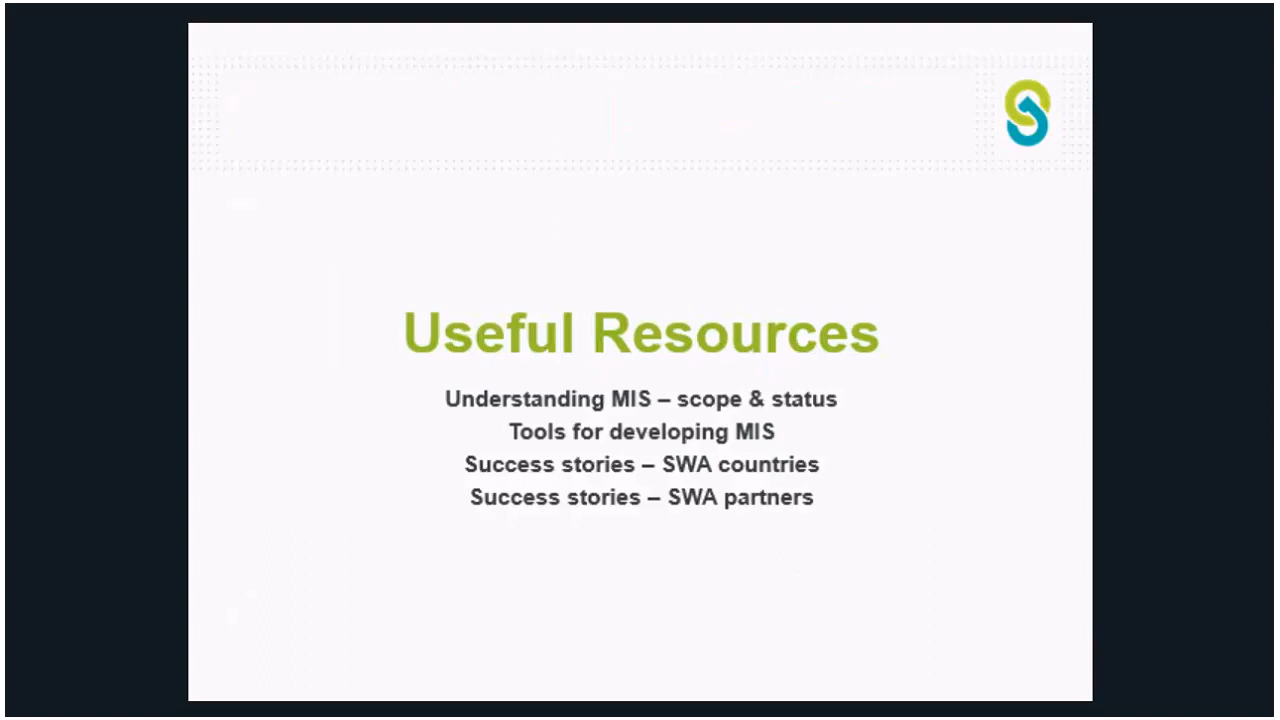 Useful Resources
Understanding MIS – scope & status
Tools for developing MIS
Success stories – SWA countries
Success stories – SWA partners